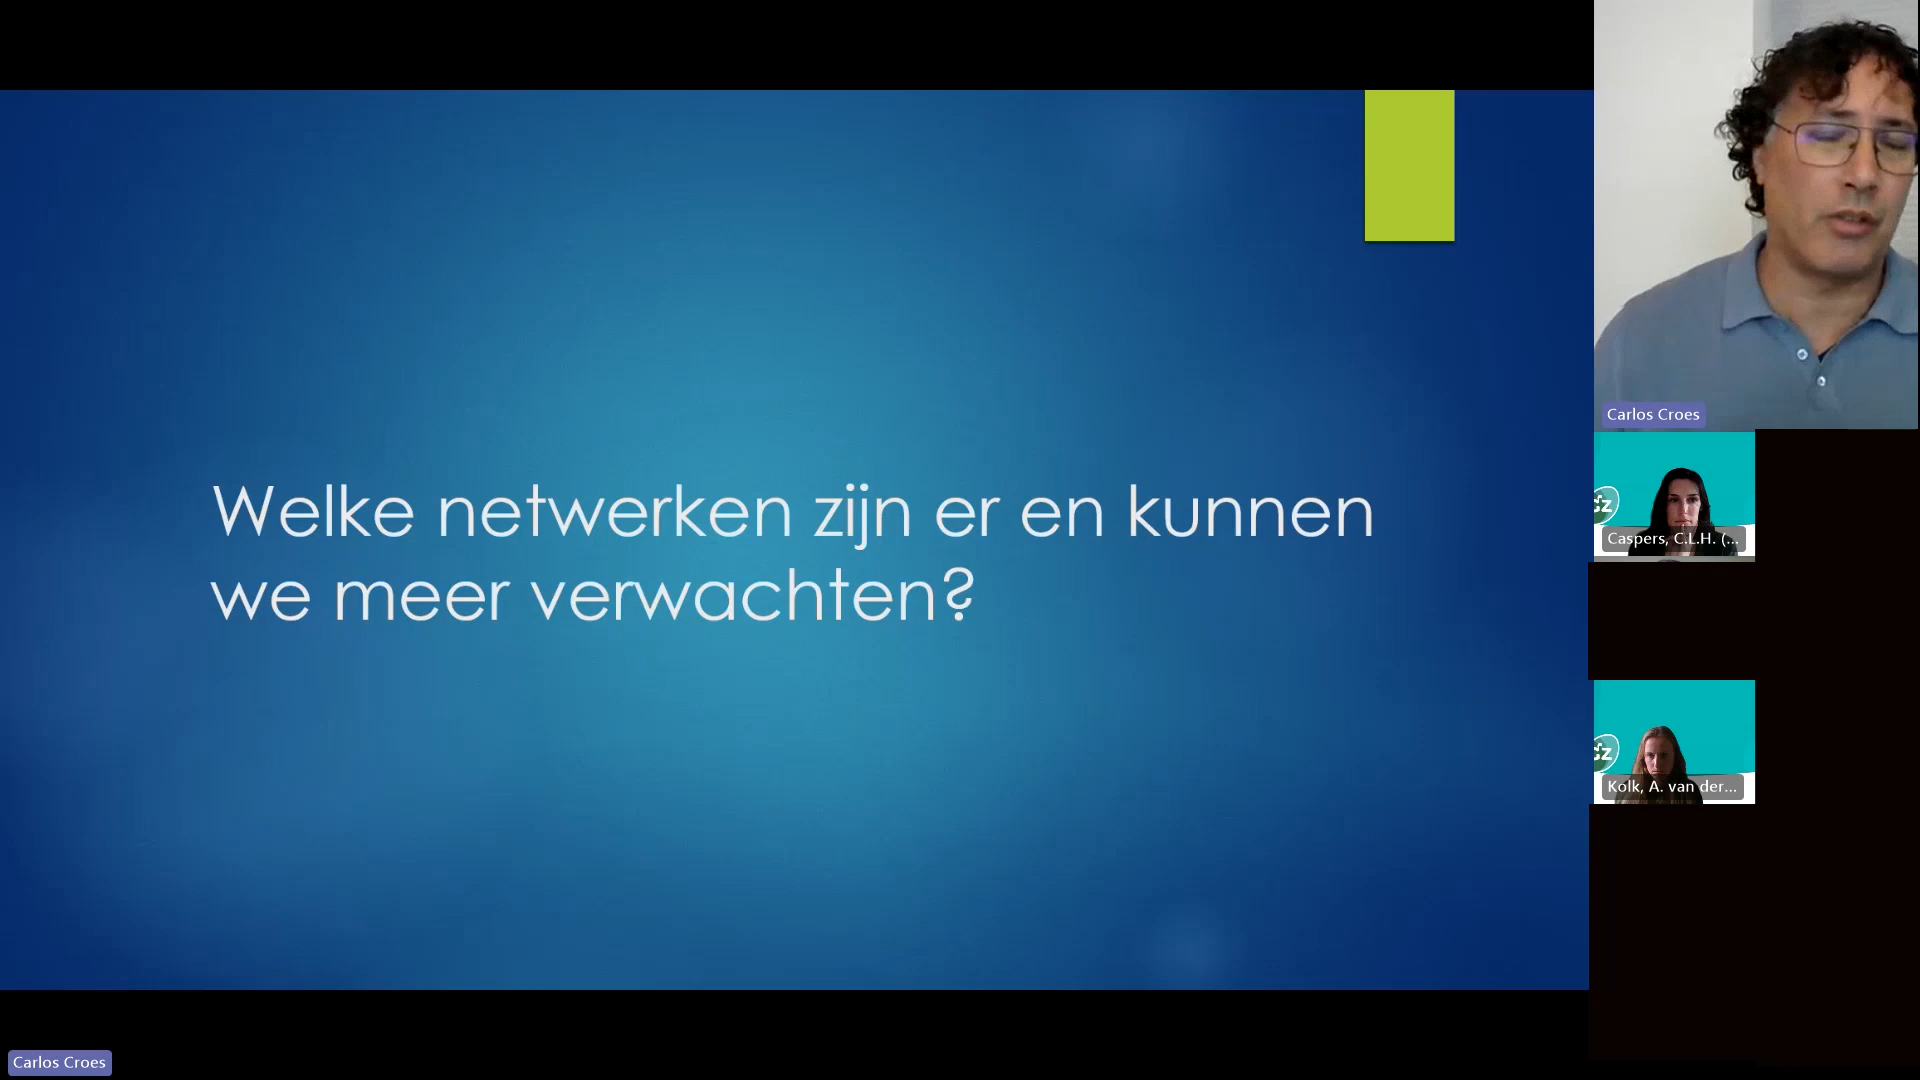 Welke netwerken zijn er en kunnen
we meer verwachten?
Carlos Croes
Caspers, C.L.H. (...
Kolk, A. van der...
Carlos Croes